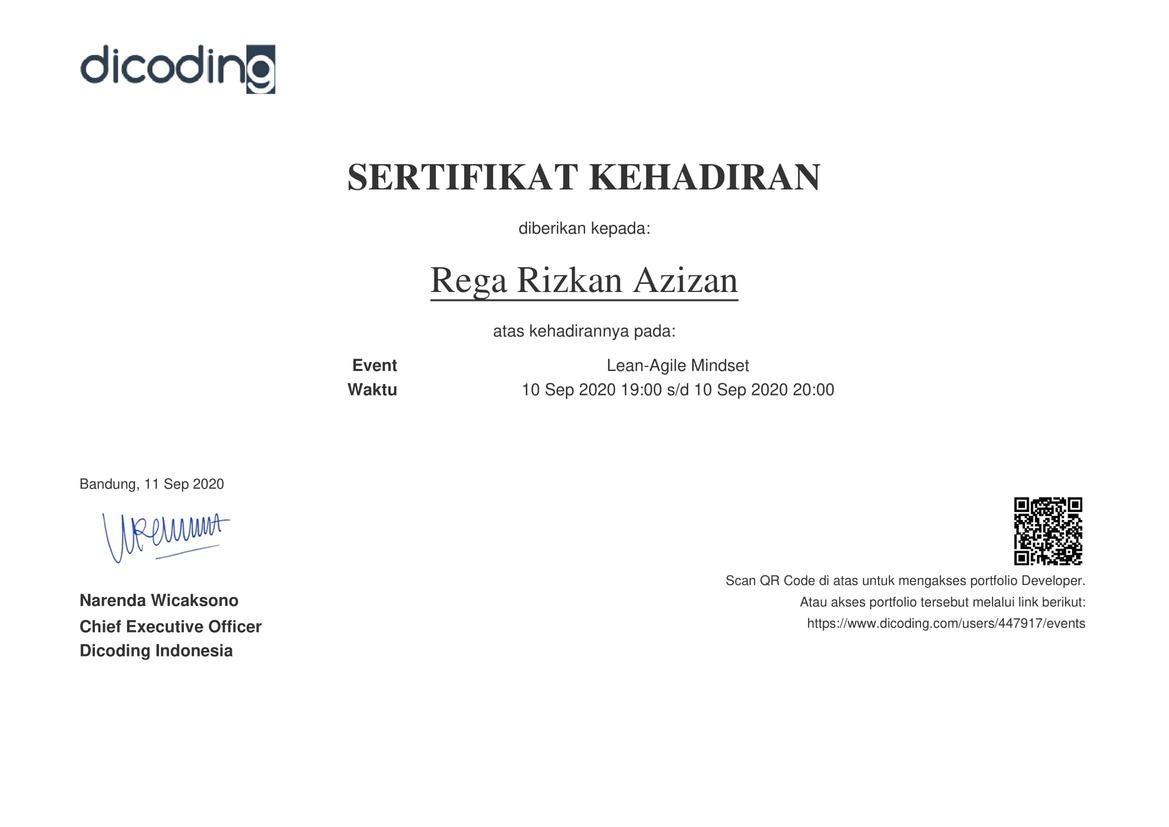 dicoding
SERTIFIKAT KEHADIRAN
diberikan kepada:
Rega Rizkan Azizan
atas kehadirannya pada:
Event Lean-Agile Mindset
Waktu 10 Sep 2020 19:00 s/d 10 Sep 2020 20:00
Bandung, 11 Sep 2020
Narenda Wicaksono
Chief Executive Officer
Dicoding Indonesia
Scan QR Code di atas untuk mengakses portfolio Developer.
Atau akses portfolio tersebut melalui link berikut:
https://www.dicoding.com/users/447917/events